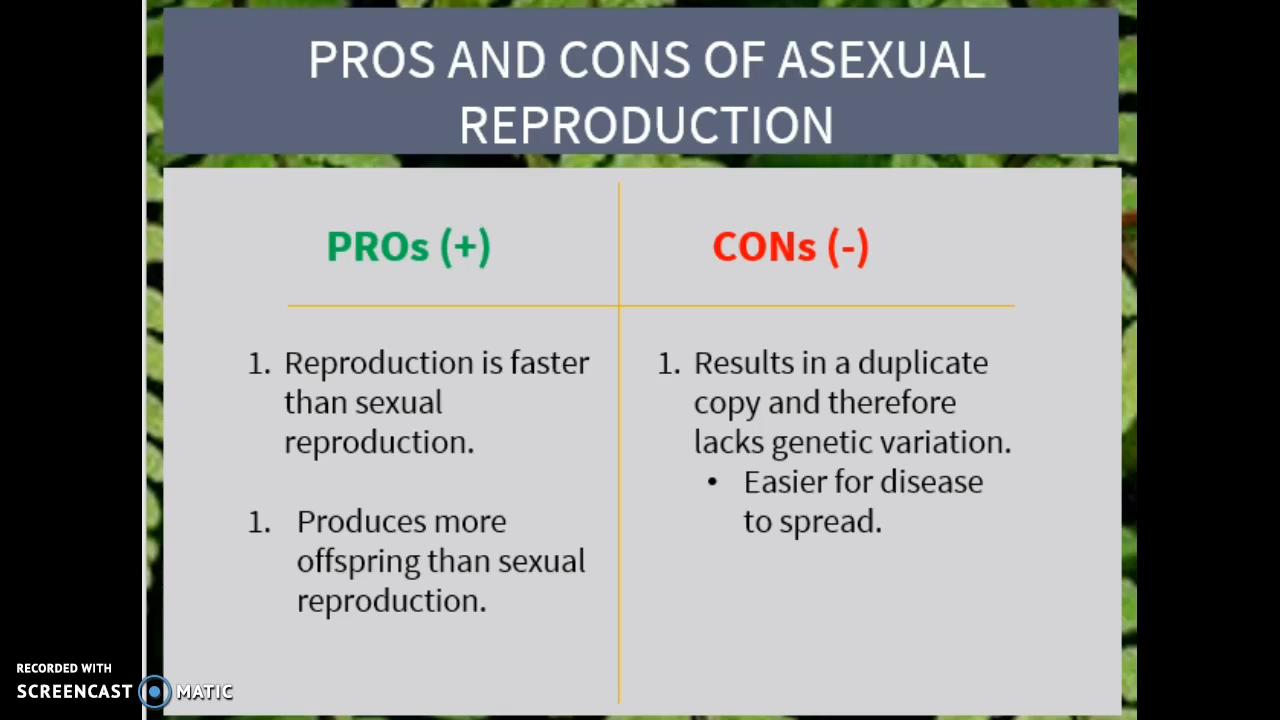 PROS AND CONS OF ASEXUAL
REPRODUCTION
PROs (+)
1. Reproduction is faster
than sexual
reproduction.
1. Produces more
offspring than sexual
reproduction.
CONs (-)
1. Results in a duplicate
copy and therefore
lacks genetic variation.
• Easier for disease
to spread.
RECORDED WITH
SCREENCAST MATIC